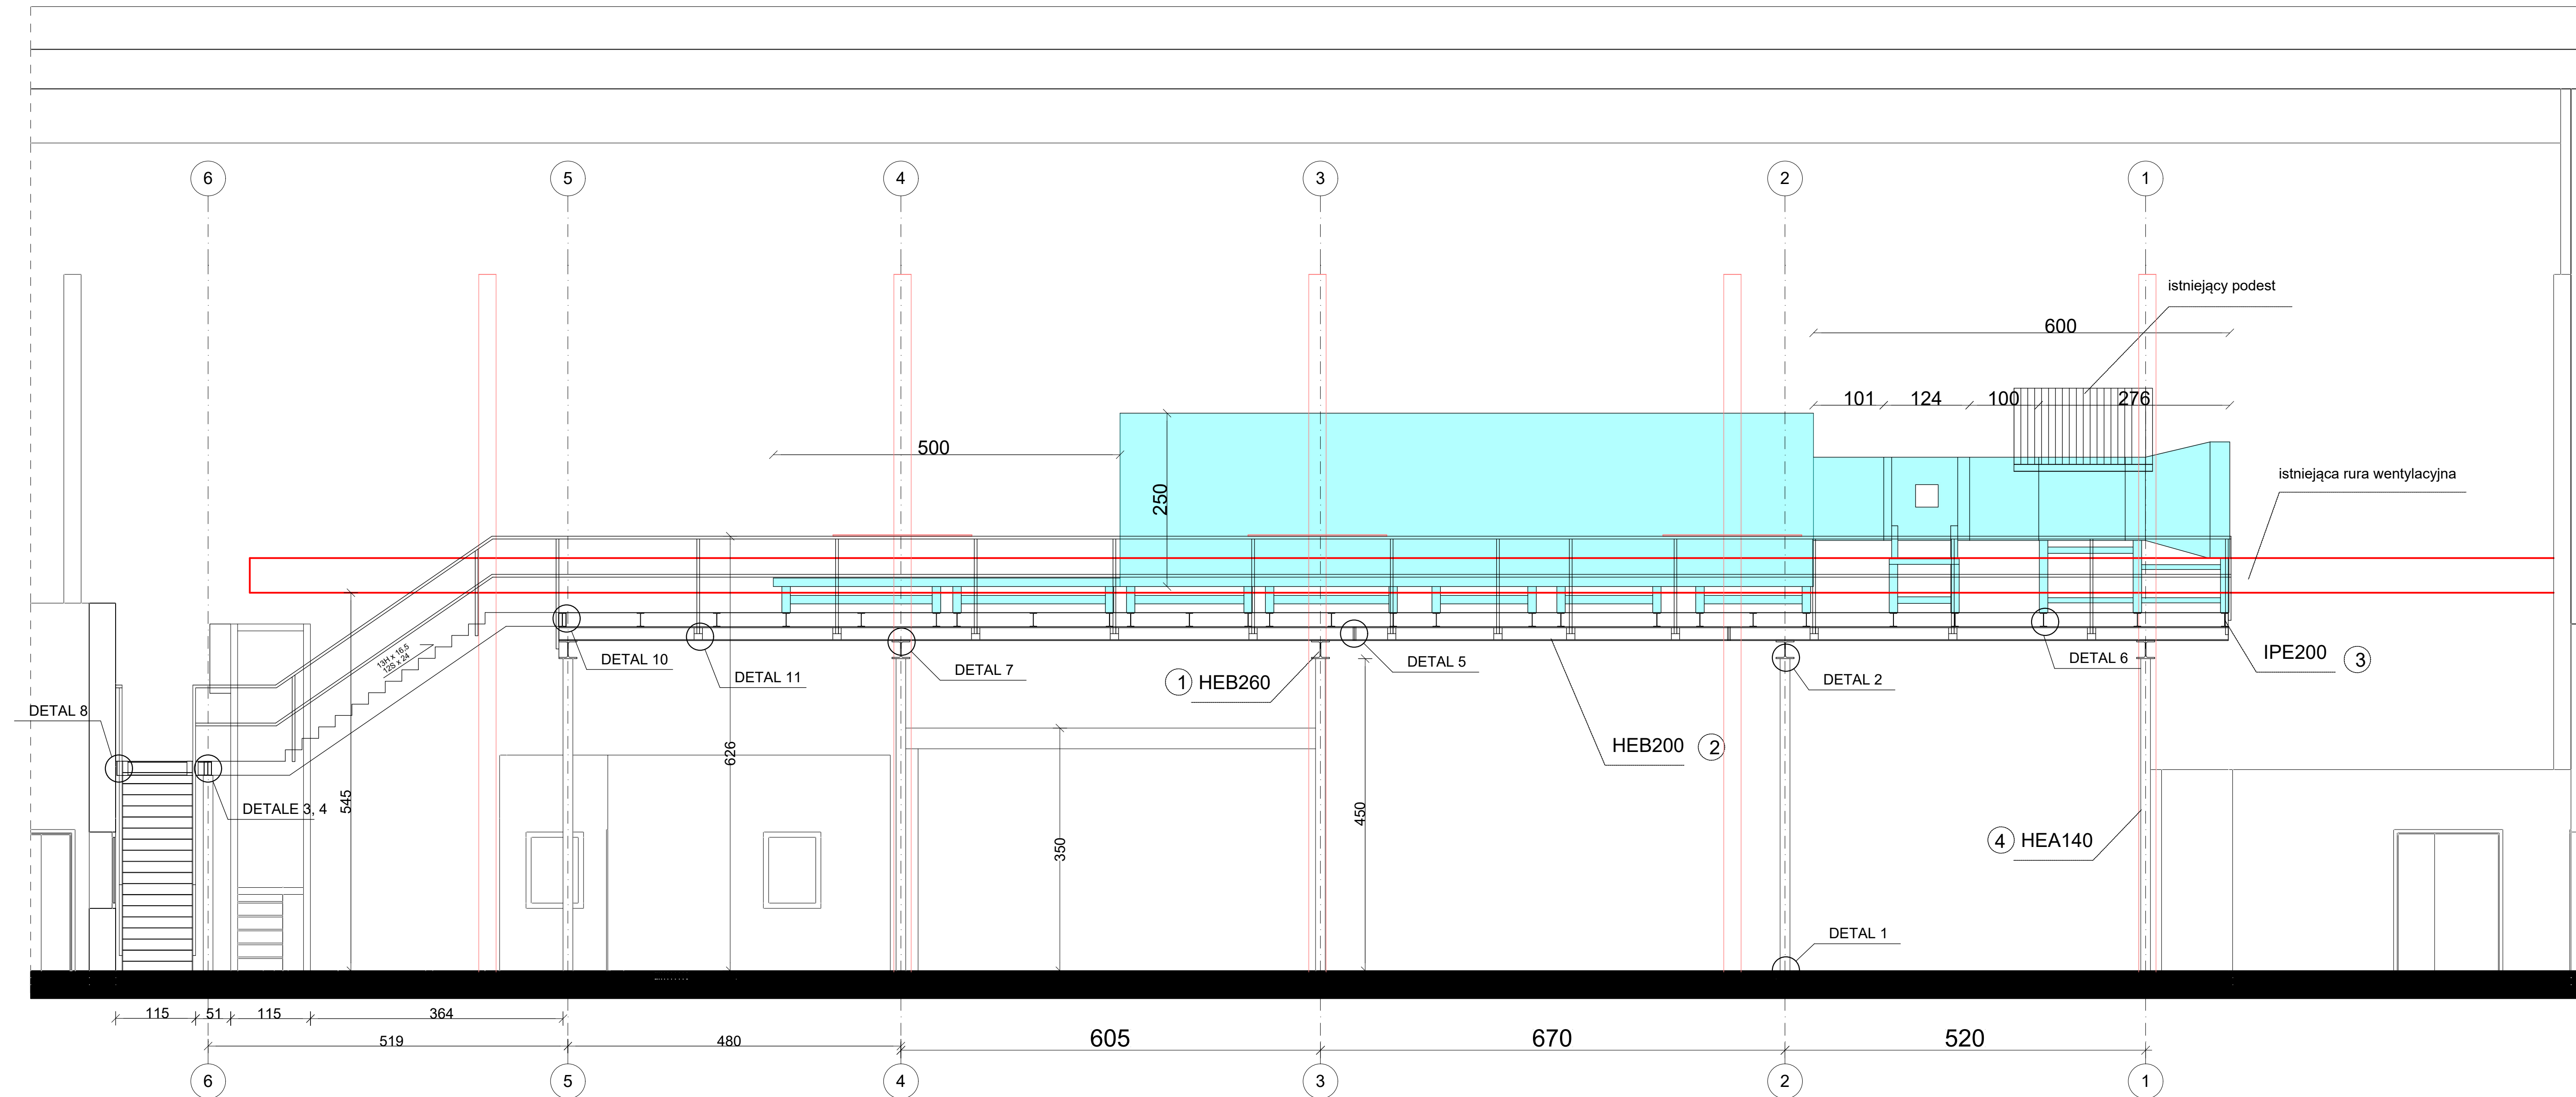 6
5
4
3
2
1
istniejący podest
600
101
124
100
276
500
250
istniejąca rura wentylacyjna
13H x 16,5
12S x 24
DETAL 10
DETAL 11
DETAL 7
1 HEB260
DETAL 5
DETAL 2
DETAL 6
IPE200 3
DETAL 8
626
HEB200 2
DETALE 3, 4
545
350
450
4 HEA140
DETAL 1
115
51
115
364
519
480
605
670
520
6
5
4
3
2
1